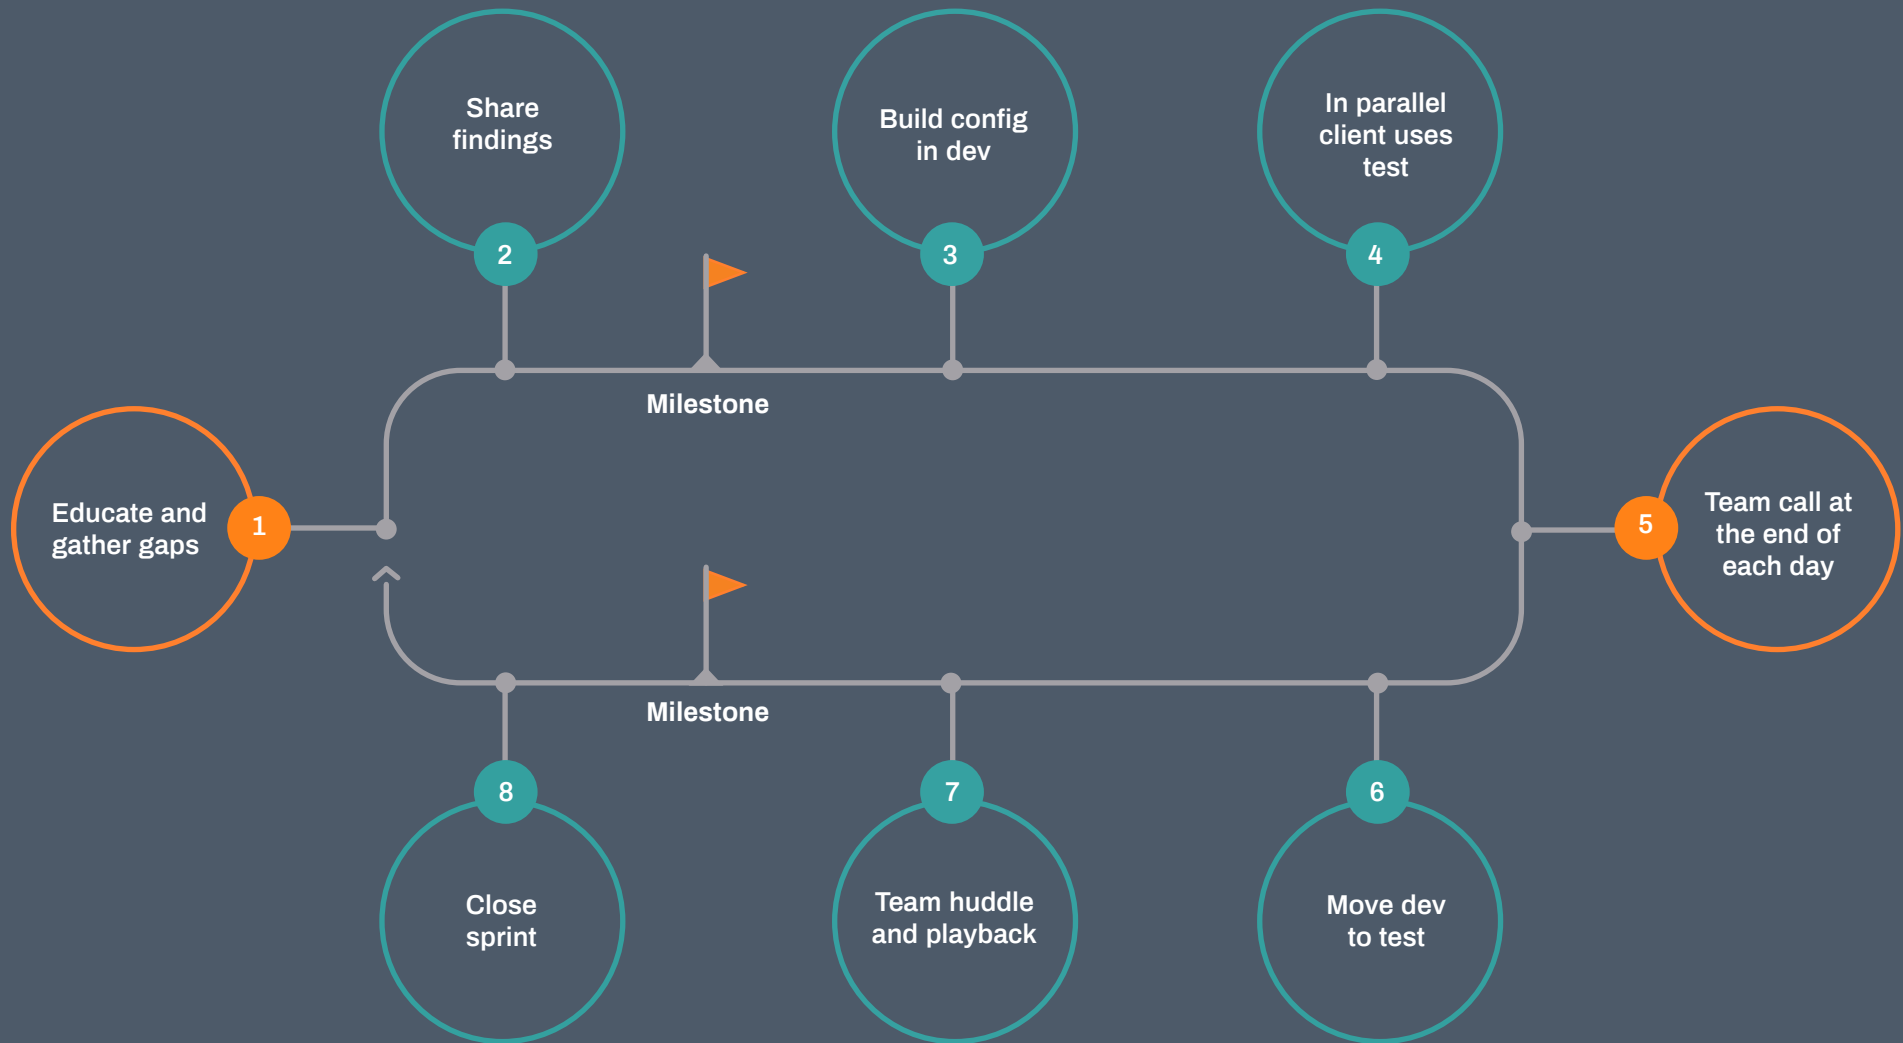 Educate and
gather gaps
1
Share
findings
2
Milestone
Build config
in dev
3
In parallel
client uses
test
4
Team call at
the end of
each day
5
6
Move dev
to test
7
Team huddle
and playback
Milestone
8
Close
sprint